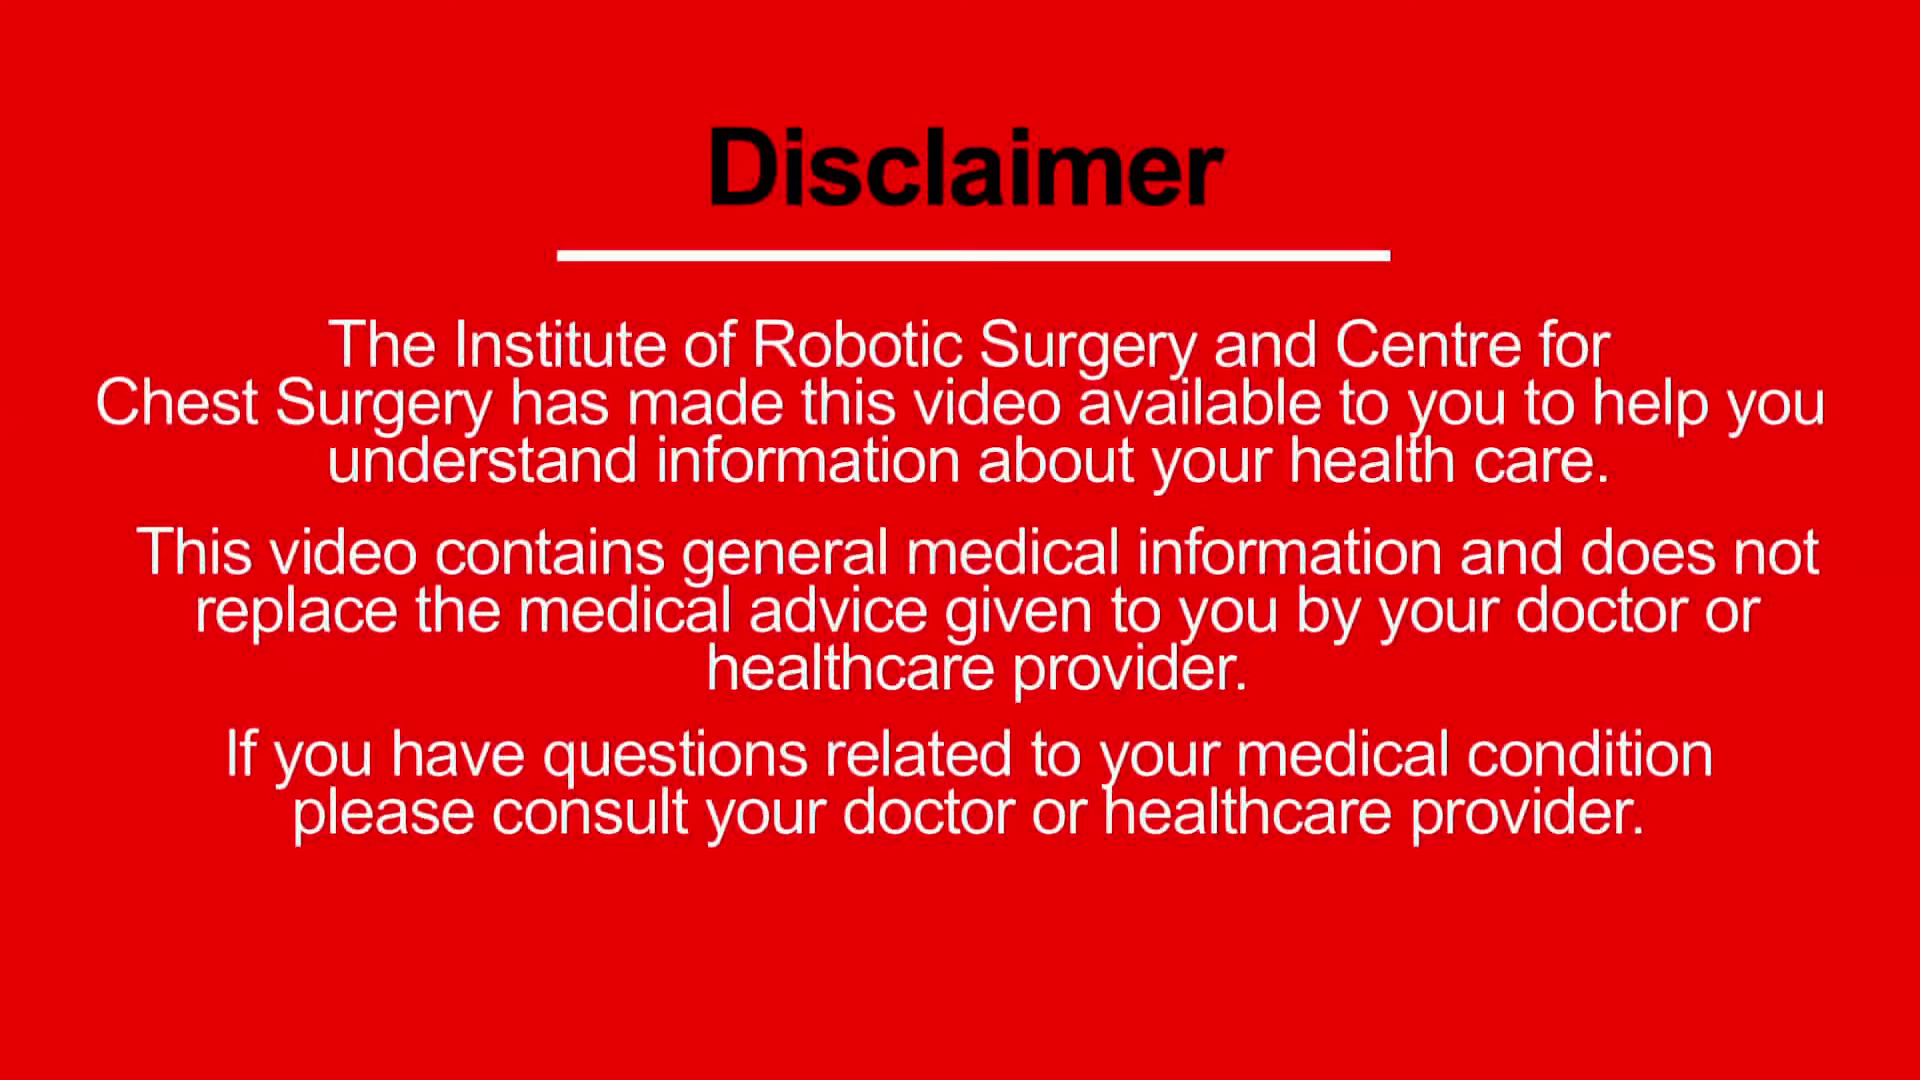 Disclaimer
The Institute of Robotic Surgery and Centre for
Chest Surgery has made this video available to you to help you
understand information about your health care.
This video contains general medical information and does not
replace the medical advice given to you by your doctor or
healthcare provider.
If you have questions related to your medical condition
please consult your doctor or healthcare provider.